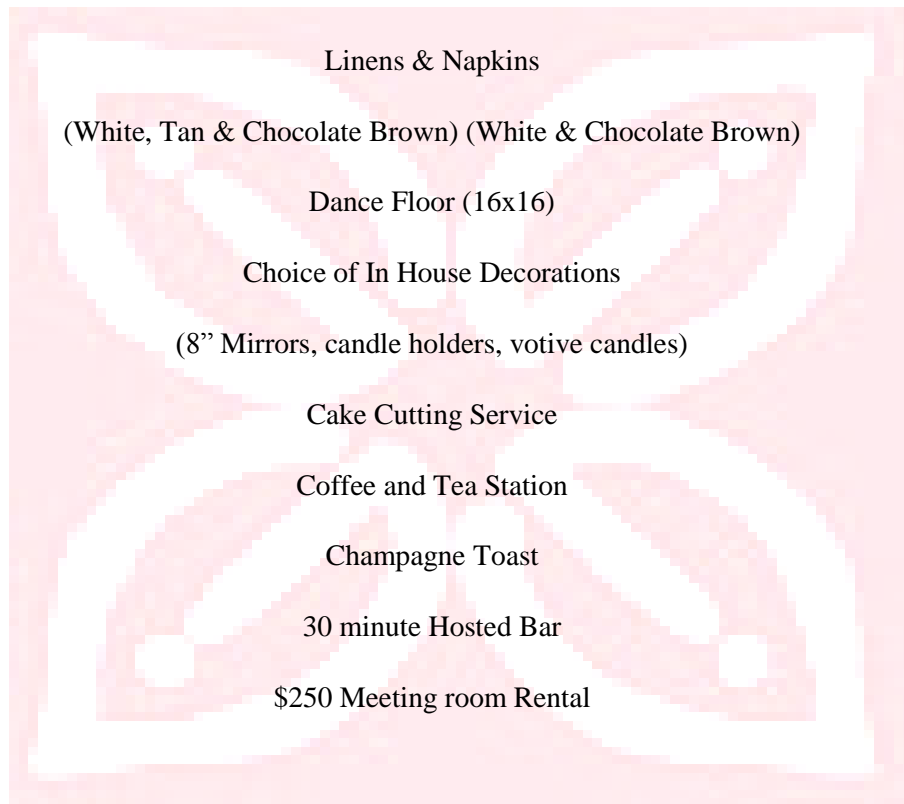 Linens & Napkins
(White, Tan & Chocolate Brown) (White & Chocolate Brown)
Dance Floor (16x16)
Choice of In House Decorations
(8” Mirrors, candle holders, votive candles)
Cake Cutting Service
Coffee and Tea Station
Champagne Toast
30 minute Hosted Bar
$250 Meeting room Rental